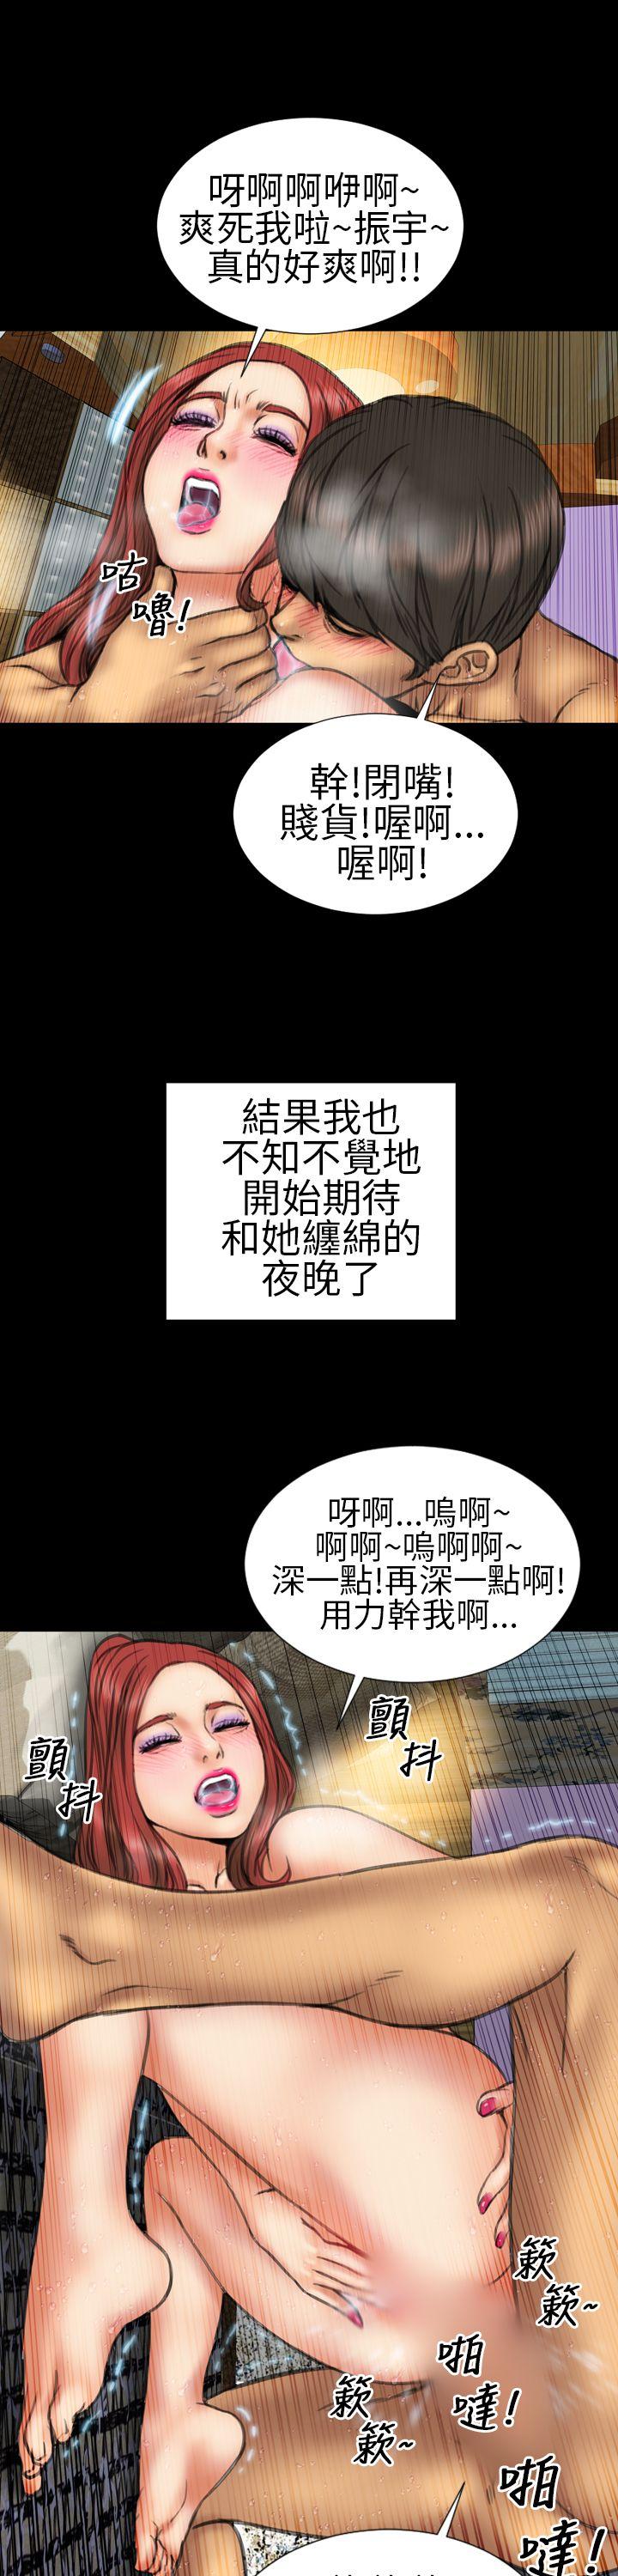 呀啊啊咿啊~
爽死我啦~振宇~
真的好爽啊!!
咕
嚕!
幹!閉嘴!
賤貨!喔啊...
喔啊!
結果我也
不知不覺地
開始期待
和她纏綿的
夜晚了
呀啊...嗚啊~
啊啊~嗚啊啊~
深一點!再深一點啊!
用力幹我啊...
顫
抖
顫
抖
簌
簌~
啪
噠!
簌
簌~
啪
噠!